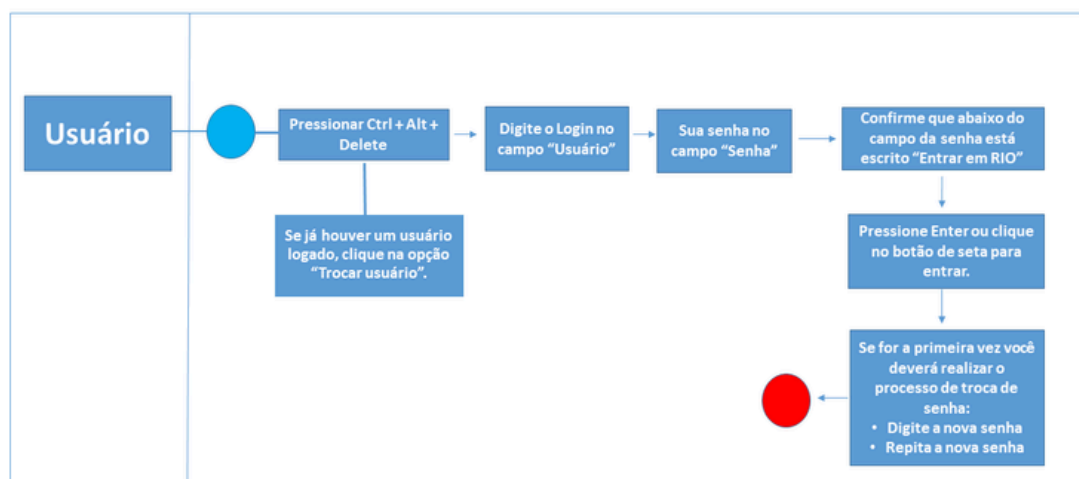 Usuário
Pressionar Ctrl + Alt +
Delete
Se já houver um usuário
logado, clique na opção
“Trocar usuário”.
Digite o Login no
campo “Usuário”
Sua senha no
campo “Senha”
Confirme que abaixo do
campo da senha está
escrito “Entrar em RIO”
Pressione Enter ou clique
no botão de seta para
entrar.
Se for a primeira vez você
deverá realizar o
processo de troca de
senha:
• Digite a nova senha
• Repita a nova senha